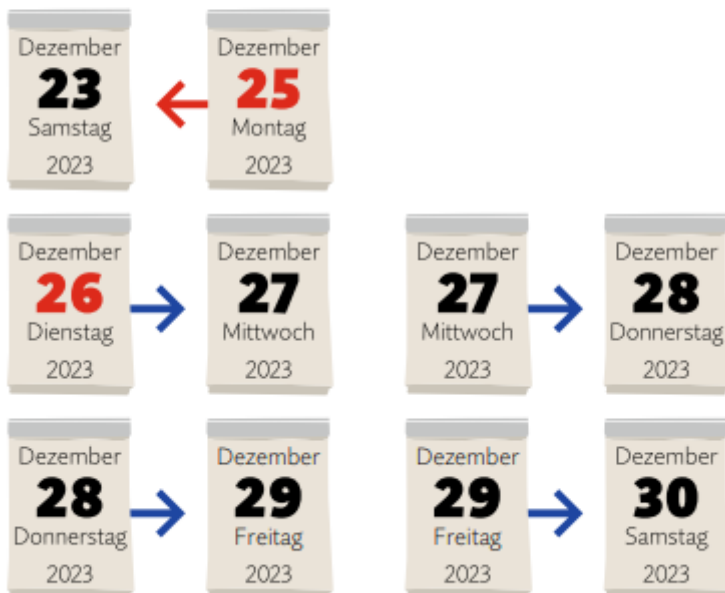 Dezember
23
Samstag
2023
Dezember
25
Montag
2023
Dezember
26
Dienstag
2023
Dezember
27
Mittwoch
2023
Dezember
27
Mittwoch
2023
Dezember
28
Donnerstag
2023
Dezember
28
Donnerstag
2023
Dezember
29
Freitag
2023
Dezember
29
Freitag
2023
Dezember
30
Samstag
2023